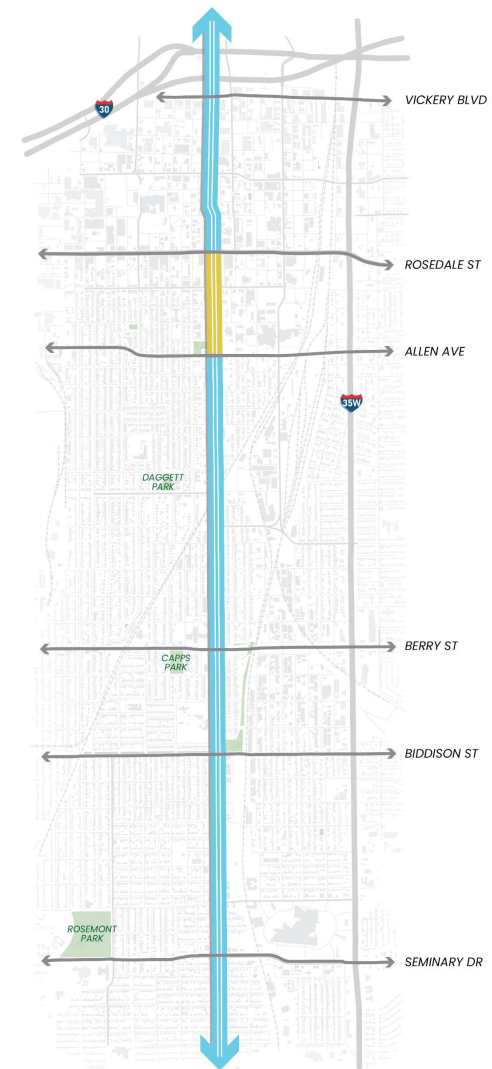 VICKERY BLVD
30
ROSEDALE ST
ALLEN AVE
35W
DAGGETT
PARK
BERRY ST
CAPPS
PARK
BIDDISON ST
ROSEMONT
PARK
SEMINARY DR